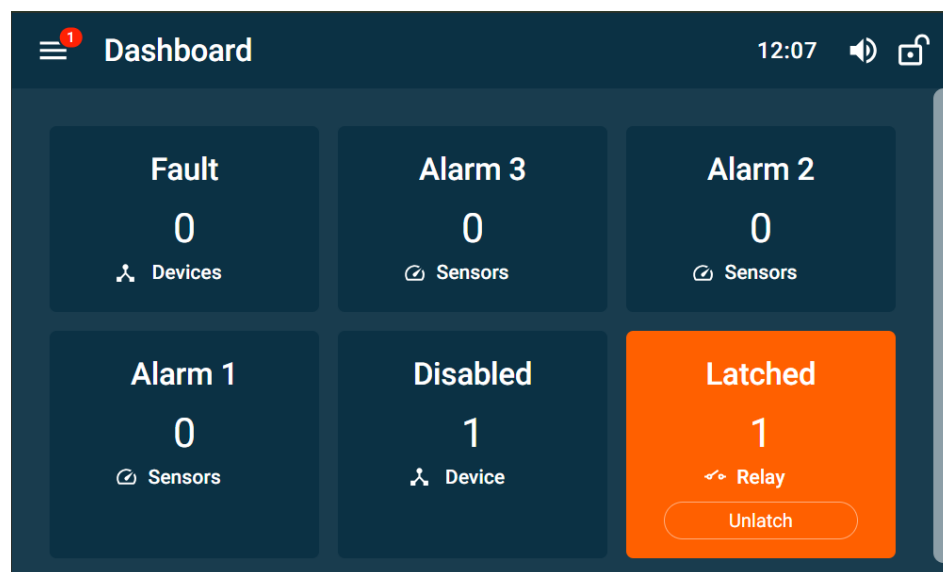 1
Dashboard
12:07
Fault
0
Devices
Alarm 3
0
Sensors
Alarm 2
0
Sensors
Alarm 1
0
Sensors
Disabled
1
Device
Latched
1
Relay
Unlatch